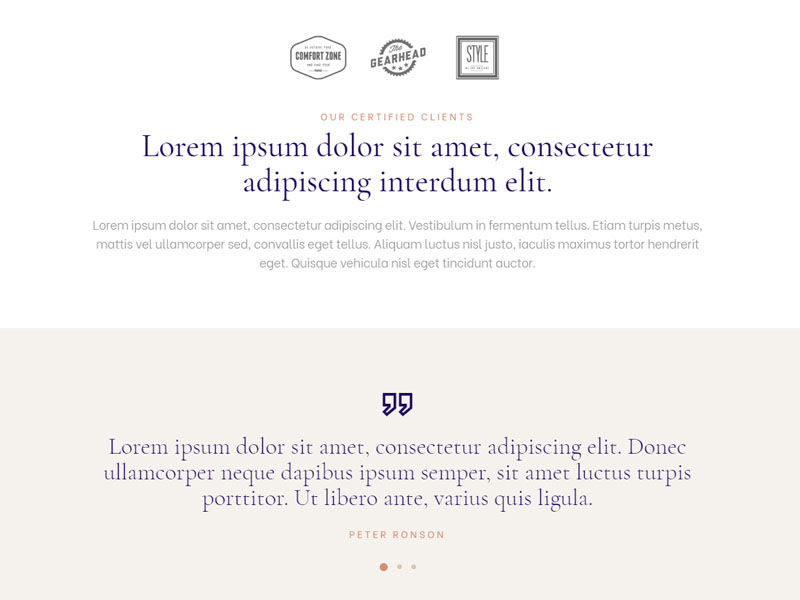 COMFORT ZONE
The
GEARHEAD
STYLE
OUR CERTIFIED CLIENTS
Lorem ipsum dolor sit amet, consectetur
adipiscing interdum elit.
Lorem ipsum dolor sit amet, consectetur adipiscing elit. Vestibulum in fermentum tellus. Etiam turpis metus,
mattis vel ullamcorper sed, convallis eget tellus. Aliquam luctus nisl justo, iaculis maximus tortor hendrerit
eget. Quisque vehicula nisl eget tincidunt auctor.
Lorem ipsum dolor sit amet, consectetur adipiscing elit. Donec
ullamcorper neque dapibus ipsum semper, sit amet luctus turpis
porttitor. Ut libero ante, varius quis ligula.
PETER RONSON